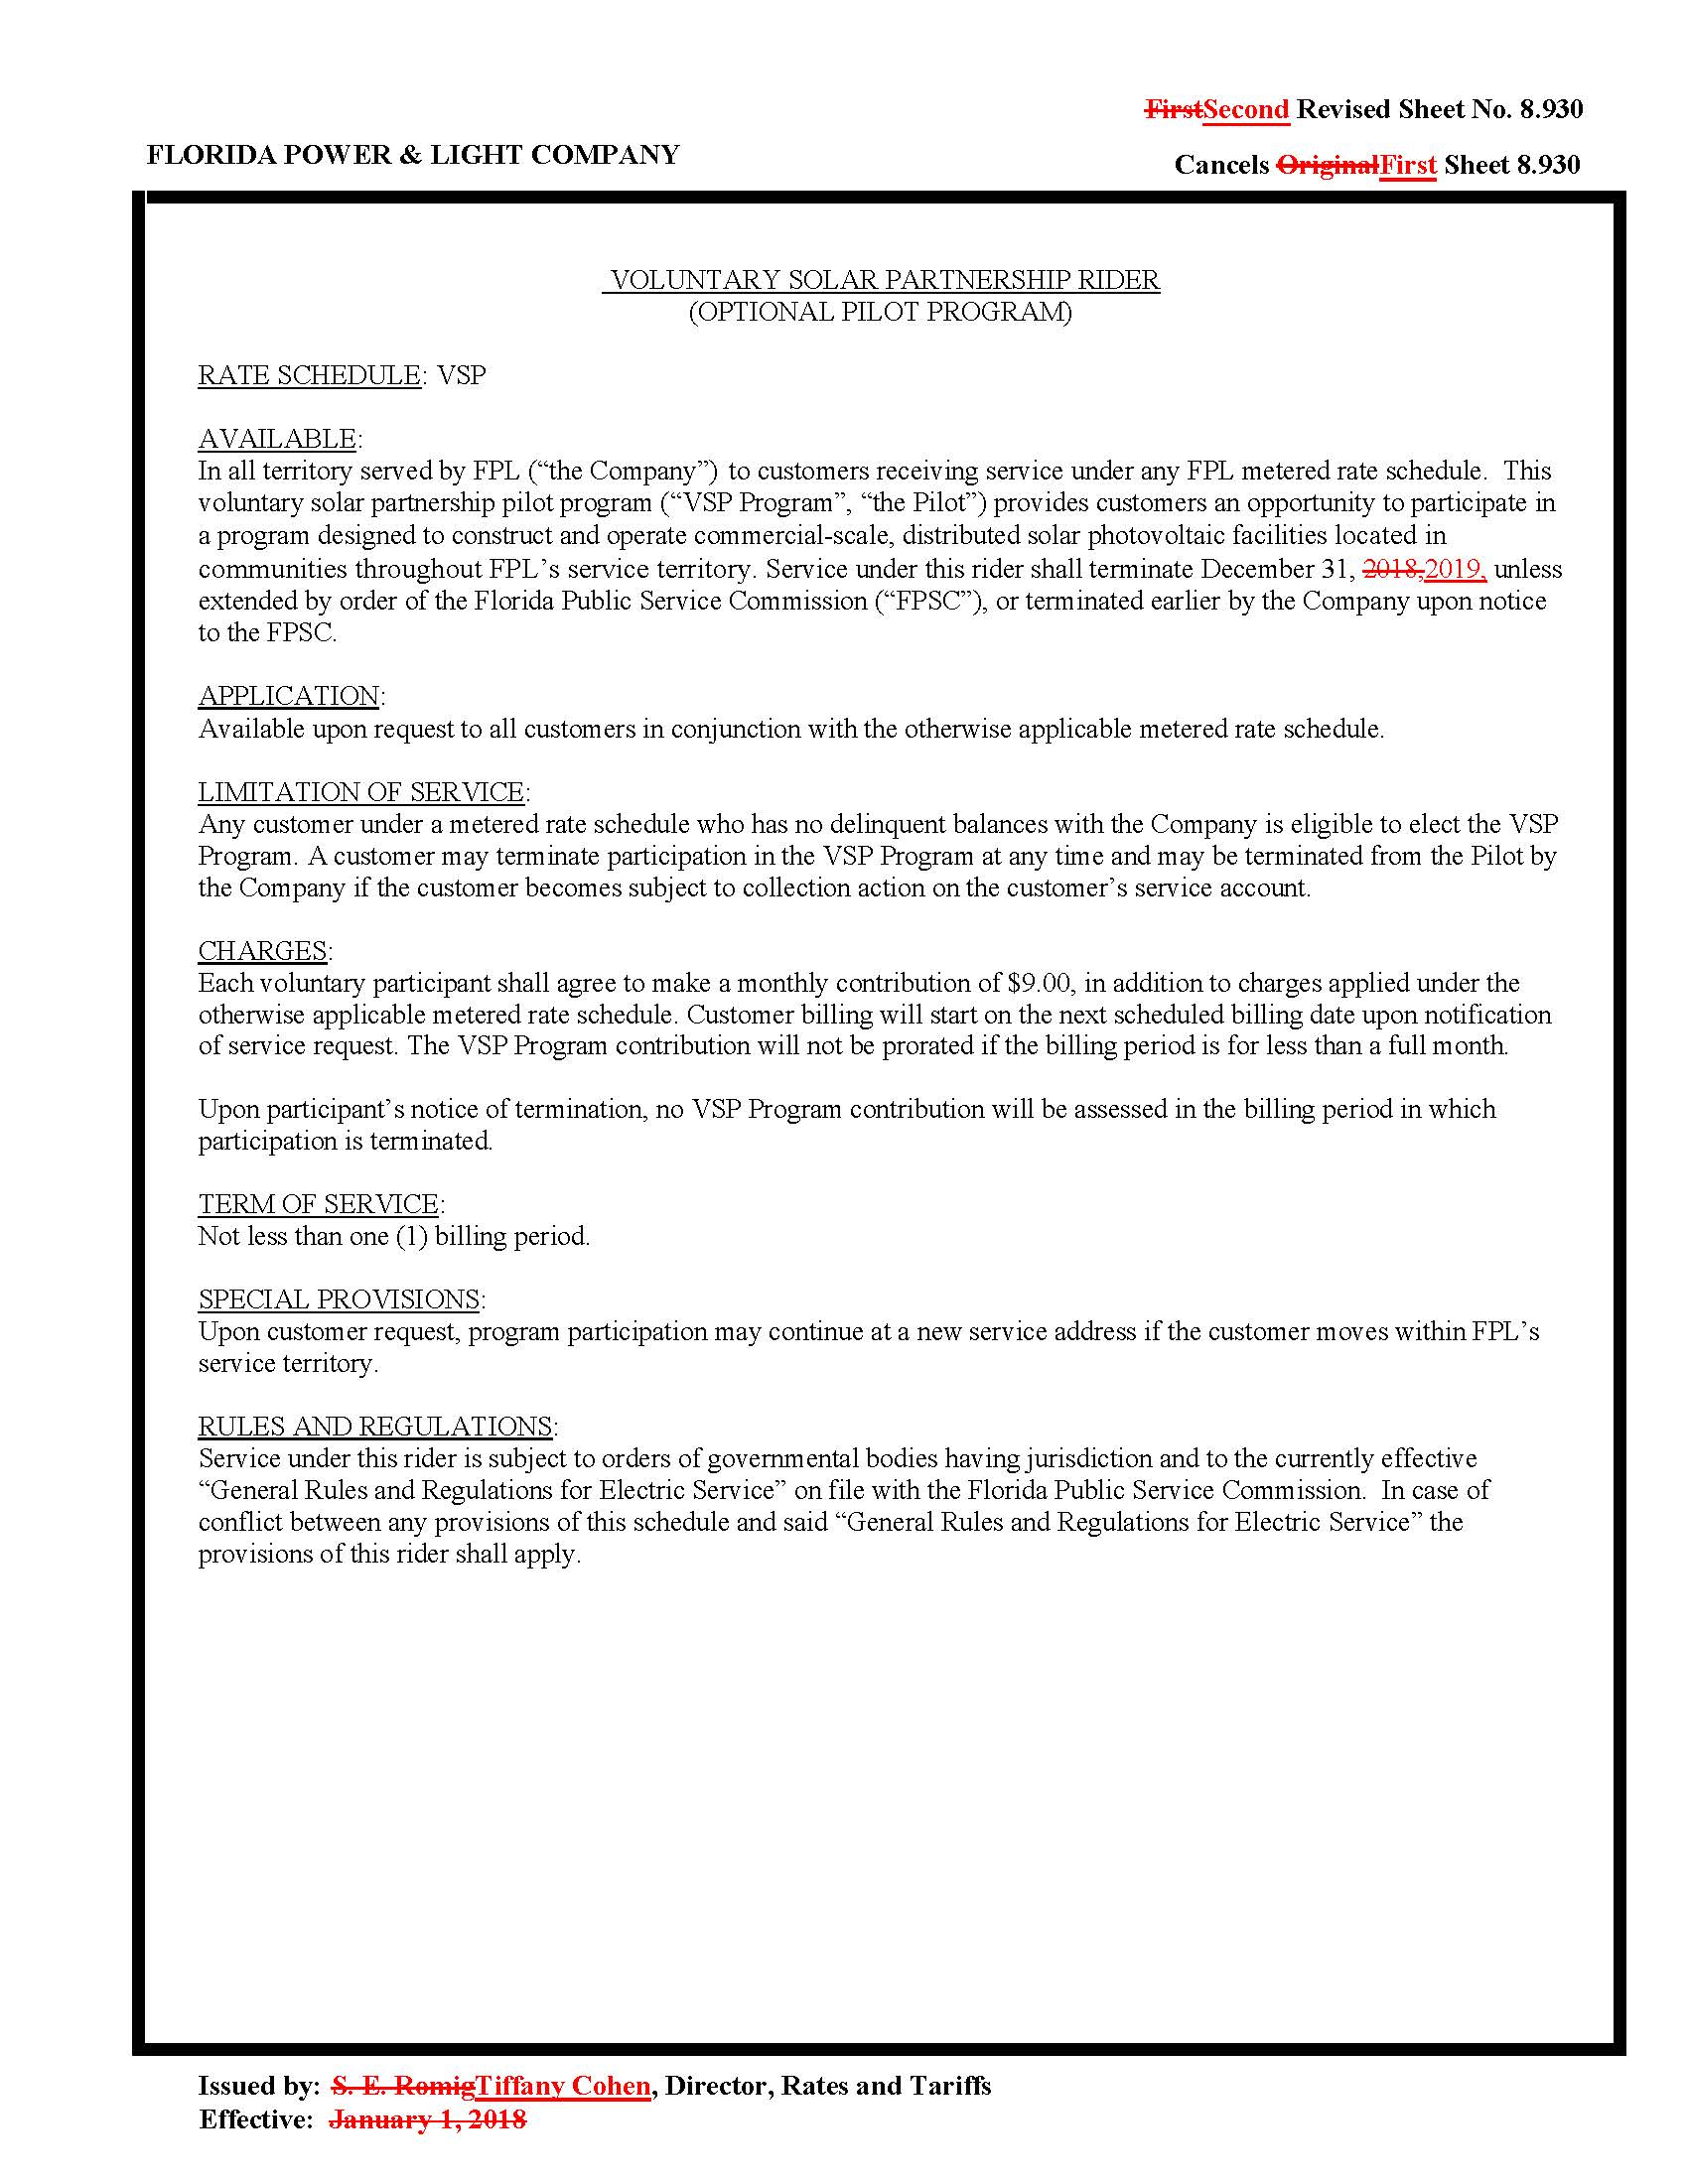 FirstSecond Revised Sheet No. 8.930
FLORIDA POWER & LIGHT COMPANY
Cancels OriginalFirst Sheet 8.930
VOLUNTARY SOLAR PARTNERSHIP RIDER
(OPTIONAL PILOT PROGRAM)
RATE SCHEDULE: VSP
AVAILABLE:
In all territory served by FPL (“the Company”) to customers receiving service under any FPL metered rate schedule.  This
voluntary solar partnership pilot program (“VSP Program”, “the Pilot”) provides customers an opportunity to participate in
a program designed to construct and operate commercial-scale, distributed solar photovoltaic facilities located in
communities throughout FPL’s service territory. Service under this rider shall terminate December 31, 2018,2019, unless
extended by order of the Florida Public Service Commission (“FPSC”), or terminated earlier by the Company upon notice
to the FPSC.
APPLICATION:
Available upon request to all customers in conjunction with the otherwise applicable metered rate schedule.
LIMITATION OF SERVICE:
Any customer under a metered rate schedule who has no delinquent balances with the Company is eligible to elect the VSP
Program. A customer may terminate participation in the VSP Program at any time and may be terminated from the Pilot by
the Company if the customer becomes subject to collection action on the customer’s service account.
CHARGES:
Each voluntary participant shall agree to make a monthly contribution of $9.00, in addition to charges applied under the
otherwise applicable metered rate schedule. Customer billing will start on the next scheduled billing date upon notification
of service request. The VSP Program contribution will not be prorated if the billing period is for less than a full month.
Upon participant’s notice of termination, no VSP Program contribution will be assessed in the billing period in which
participation is terminated.
TERM OF SERVICE:
Not less than one (1) billing period.
SPECIAL PROVISIONS:
Upon customer request, program participation may continue at a new service address if the customer moves within FPL’s
service territory.
RULES AND REGULATIONS:
Service under this rider is subject to orders of governmental bodies having jurisdiction and to the currently effective
“General Rules and Regulations for Electric Service” on file with the Florida Public Service Commission.  In case of
conflict between any provisions of this schedule and said “General Rules and Regulations for Electric Service” the
provisions of this rider shall apply.
Issued by: S. E. RomigTiffany Cohen, Director, Rates and Tariffs
Effective: January 1, 2018